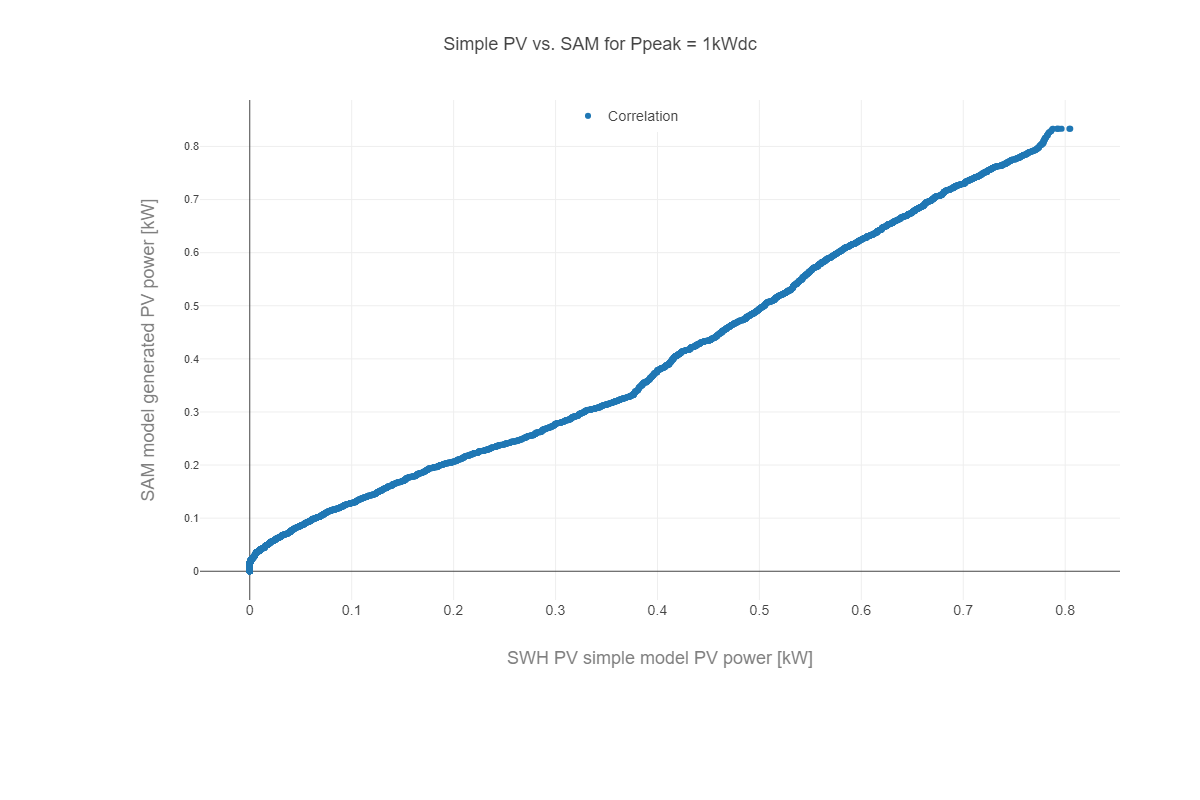 Simple PV vs. SAM for Ppeak = 1kWdc
Correlation
SAM model generated PV power [kW]
0.8
0.7
0.6
0.5
0.4
0.3
0.2
0.1
0
0 0.1 0.2 0.3 0.4 0.5 0.6 0.7 0.8
SWH PV simple model PV power [kW]